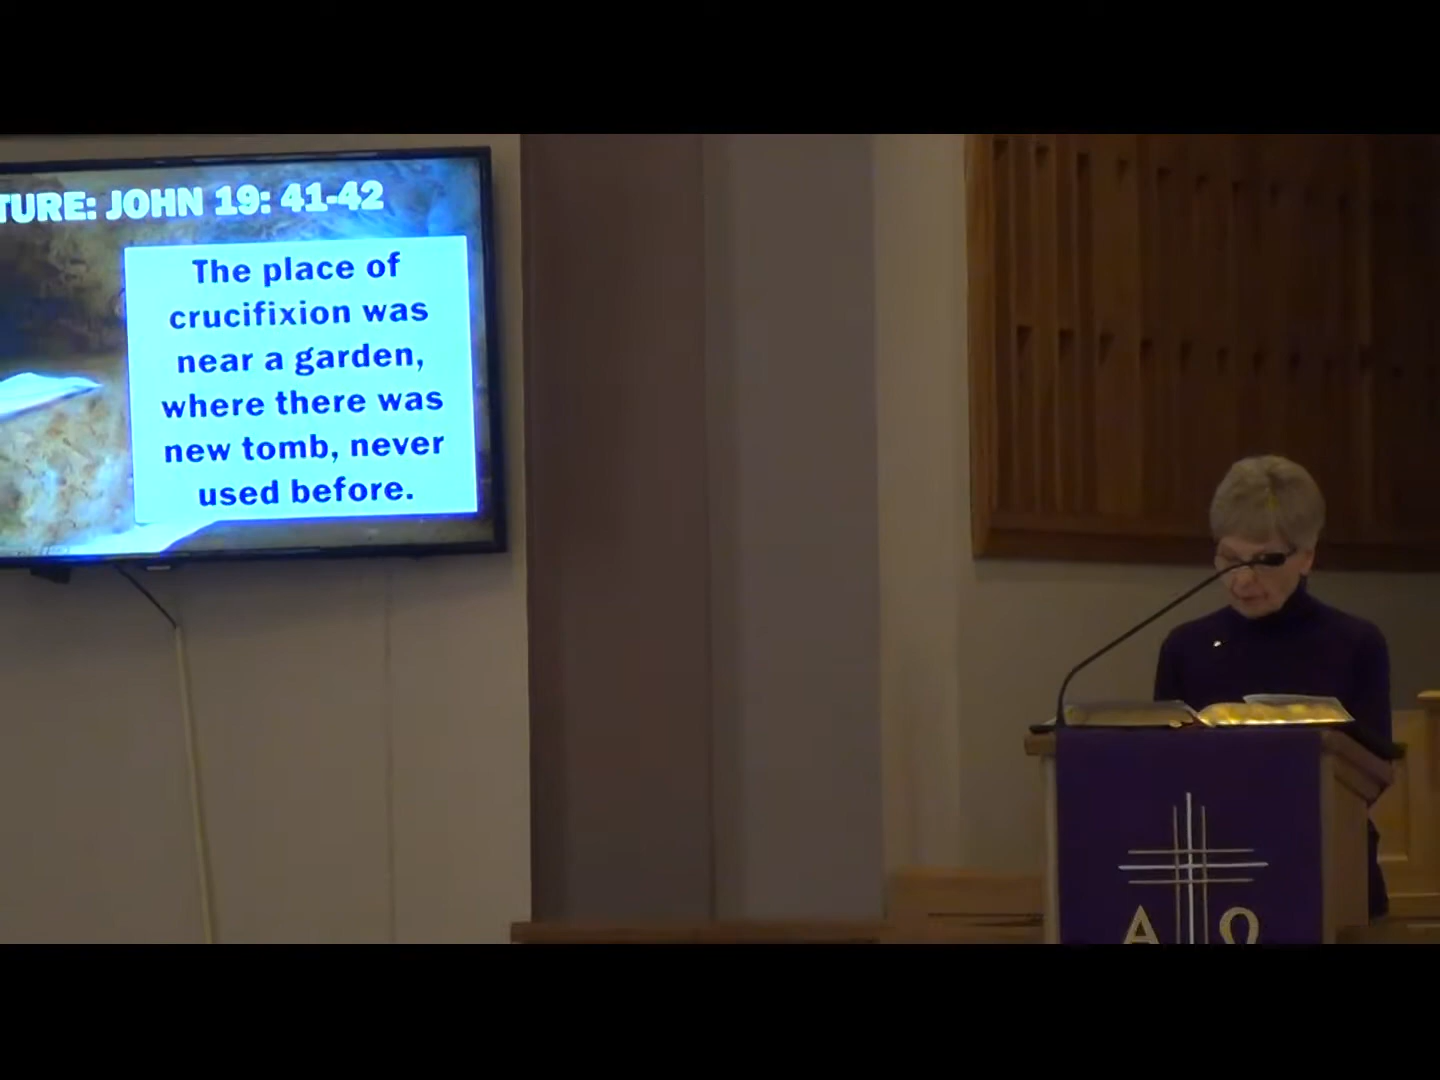 TURE: JOHN 19: 41-42
The place of
crucifixion was
near a garden,
where there was
new tomb, never
used before.
Α Ω